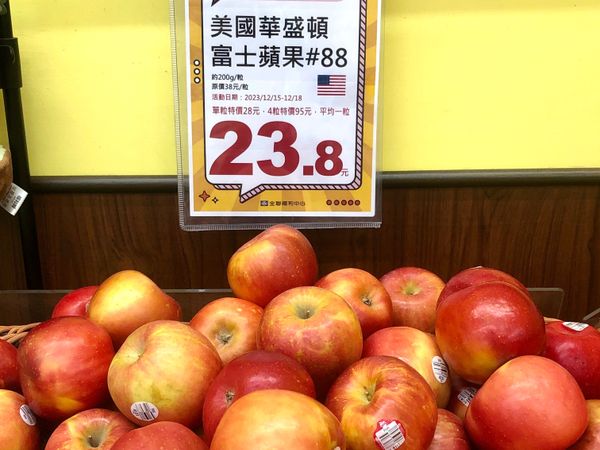 23
美國華盛頓
富士蘋果#88
約200g/粒
原價38元/粒
活動日期：2023/12/15-12/18
單粒特價28元，4粒特價95元，平均一粒
23.8元
全聯福利中心